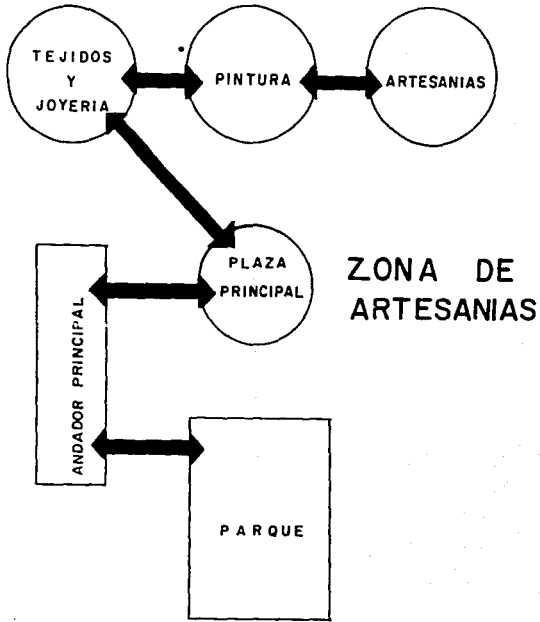 TEJIDOS
Y
JOYERIA
PINTURA
ARTESANIAS
PLAZA
PRINCIPAL
ZONA DE
ARTESANIAS
ANDADOR PRINCIPAL
PARQUE